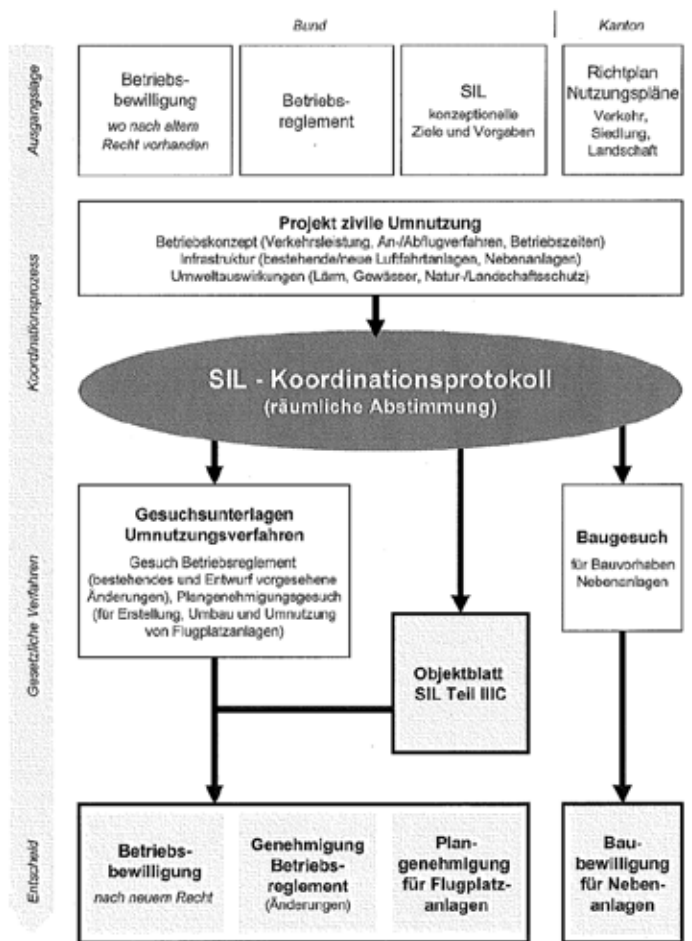 Bund
Kanton
Ausgangslage
Betriebs-
bewilligung
wo nach altem
Recht vorhanden
Betriebs-
reglement
SIL
konzeptionelle
Ziele und Vorgaben
Richtplan
Nutzungspläne
Verkehr,
Siedlung,
Landschaft
Koordinationsprozess
Projekt zivile Umnutzung
Betriebskonzept (Verkehrsleistung, An-/Abflugverfahren, Betriebszeiten)
Infrastruktur (bestehende/neue Luftfahrtanlagen, Nebenanlagen)
Umweltauswirkungen (Lärm, Gewässer, Natur-/Landschaftsschutz)
SIL - Koordinationsprotokoll
(räumliche Abstimmung)
Gesetzliche Verfahren
Gesuchsunterlagen
Umnutzungsverfahren
Gesuch Betriebsreglement
(bestehendes und Entwurf vorgesehene
Änderungen), Plangenehmigungsgesuch
(für Erstellung, Umbau und Umnutzung
von Flugplatzanlagen)
Baugesuch
für Bauvorhaben
Nebenanlagen
Objektblatt
SIL Teil IIIC
Entscheid
Betriebs-
bewilligung
nach neuem Recht
Genehmigung
Betriebs-
reglement
(Änderungen)
Plan-
genehmigung
für Flugplatz-
anlagen
Bau-
bewilligung
für Neben-
anlagen